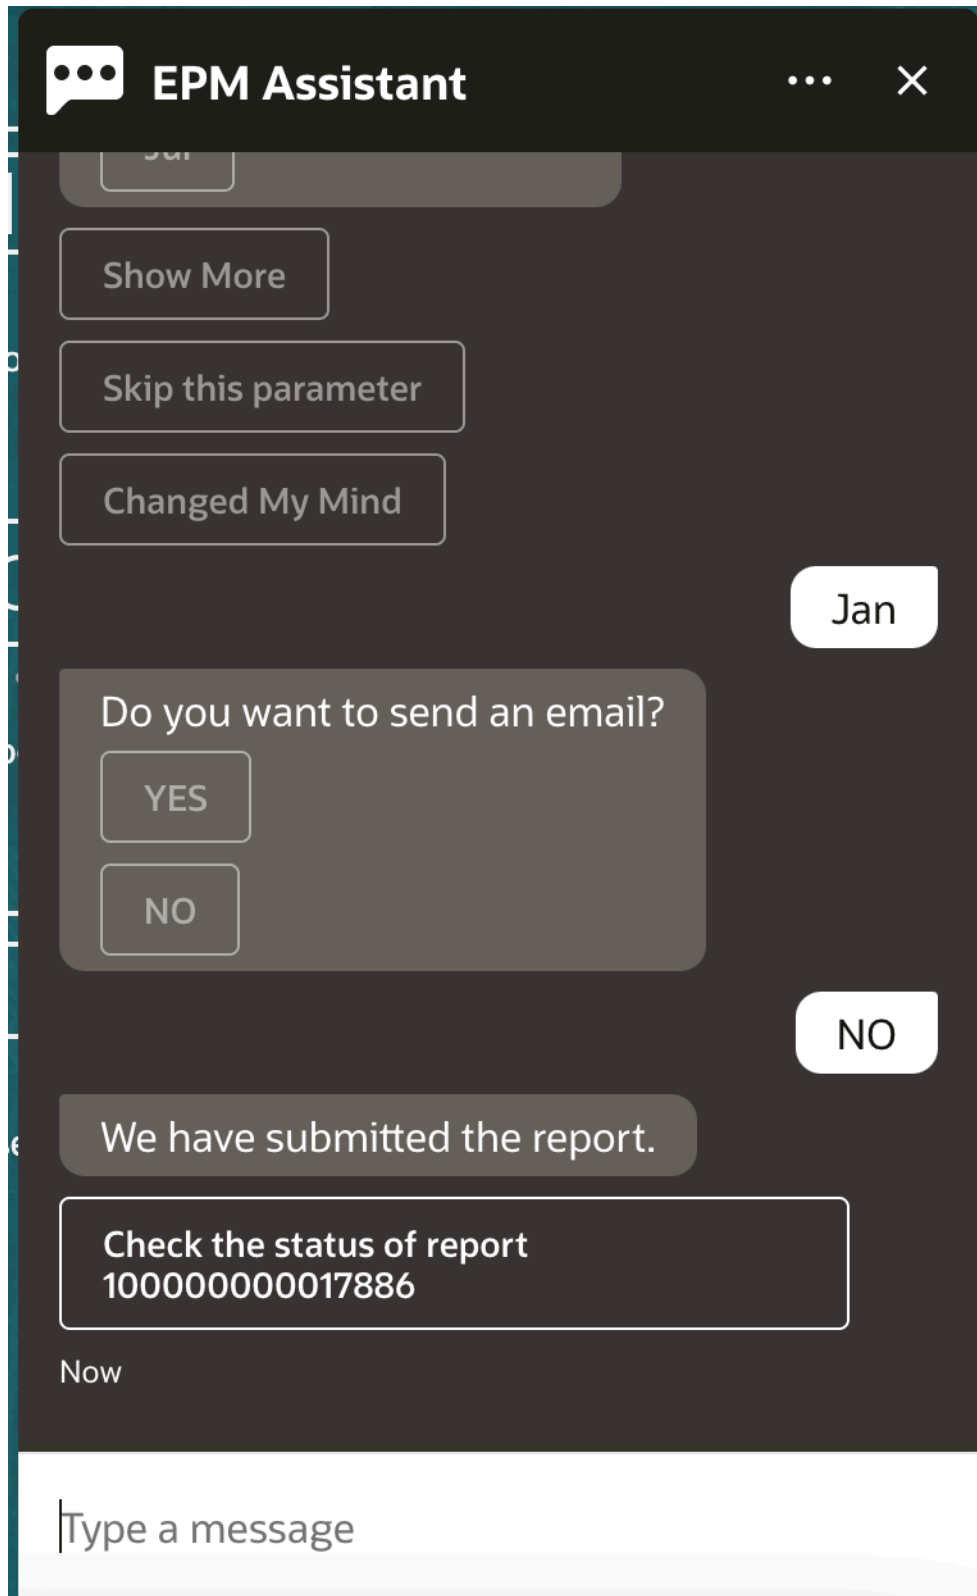 EPM Assistant
Show More
Skip this parameter
Changed My Mind
Jan
Do you want to send an email?
YES
NO
NO
We have submitted the report.
Check the status of report
100000000017886
Now
Type a message